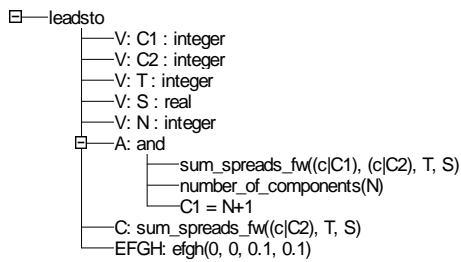 leadsto
V: C1 : integer
V: C2 : integer
V: T : integer
V: S : real
V: N : integer
A: and
sum_spreads_fw((c|C1), (c|C2), T, S)
number_of_components(N)
C1 = N+1
C: sum_spreads_fw((c|C2), T, S)
EFGH: efgh(0, 0, 0.1, 0.1)